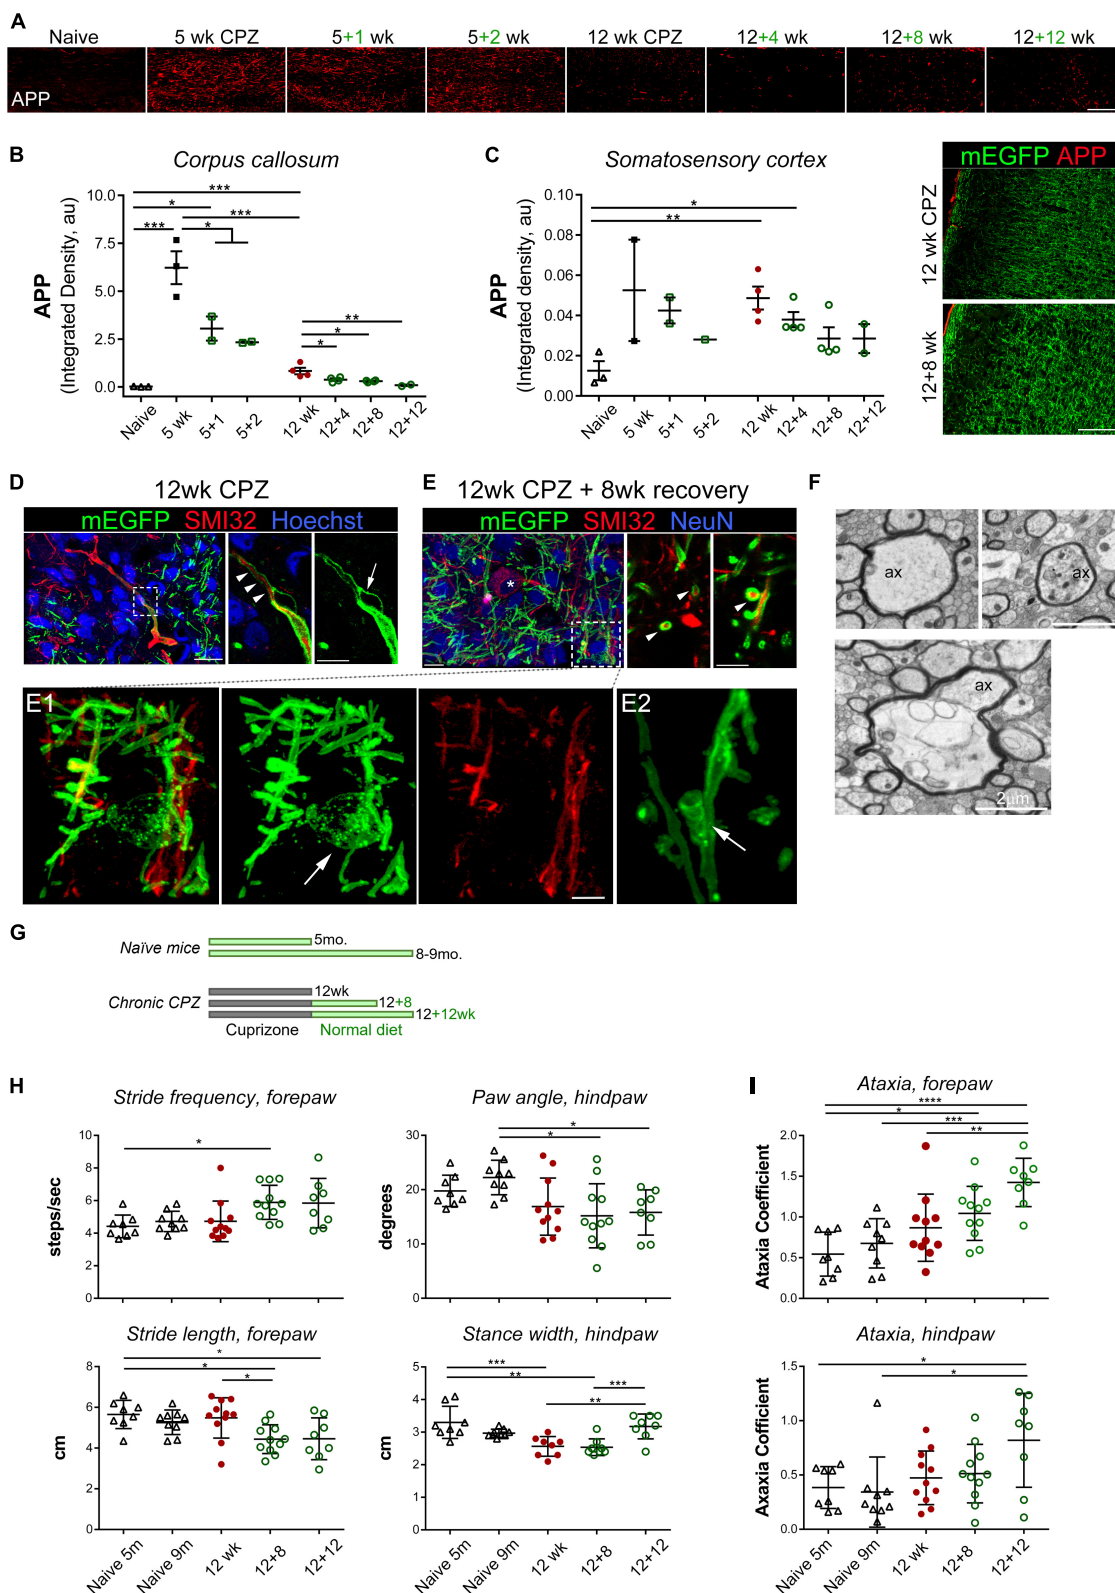 A
Naive 5 wk CPZ 5+1 wk 5+2 wk 12 wk CPZ 12+4 wk 12+8 wk 12+12 wk
APP
B Corpus callosum
APP
(Integrated Density, au)
10.0
7.5
5.0
2.5
0.0
***
*
***
***
*
**
*
*
Naive 5 wk 5+1 5+2 12 wk 12+4 12+8 12+12
C Somatosensory cortex
APP
(Integrated density, au)
0.10
0.08
0.06
0.04
0.02
0.00
*
**
Naive 5 wk 5+1 5+2 12 wk 12+4 12+8 12+12
mEGFP APP
12 wk CPZ
12+8 wk
D 12wk CPZ
mEGFP SMI32 Hoechst
E 12wk CPZ + 8wk recovery
mEGFP SMI32 NeuN
*
E1
E2
F
ax
ax
ax
2μm
G
Naïve mice
5mo.
8-9mo.
Chronic CPZ
12wk
12+8
12+12wk
Cuprizone Normal diet
H
Stride frequency, forepaw
steps/sec
10
8
6
4
2
0
*
Paw angle, hindpaw
degrees
30
20
10
0
*
*
Stride length, forepaw
cm
8
6
4
2
0
*
*
*
Naive 5m Naive 9m 12 wk 12+8 12+12
Stance width, hindpaw
cm
5
4
3
2
1
0
***
**
***
**
Naive 5m Naive 9m 12 wk 12+8 12+12
I
Ataxia, forepaw
Ataxia Coefficient
2.0
1.5
1.0
0.5
0.0
****
*
***
**
Ataxia, hindpaw
Axaxia Cofficient
1.5
1.0
0.5
0.0
*
*
Naive 5m Naive 9m 12 wk 12+8 12+12